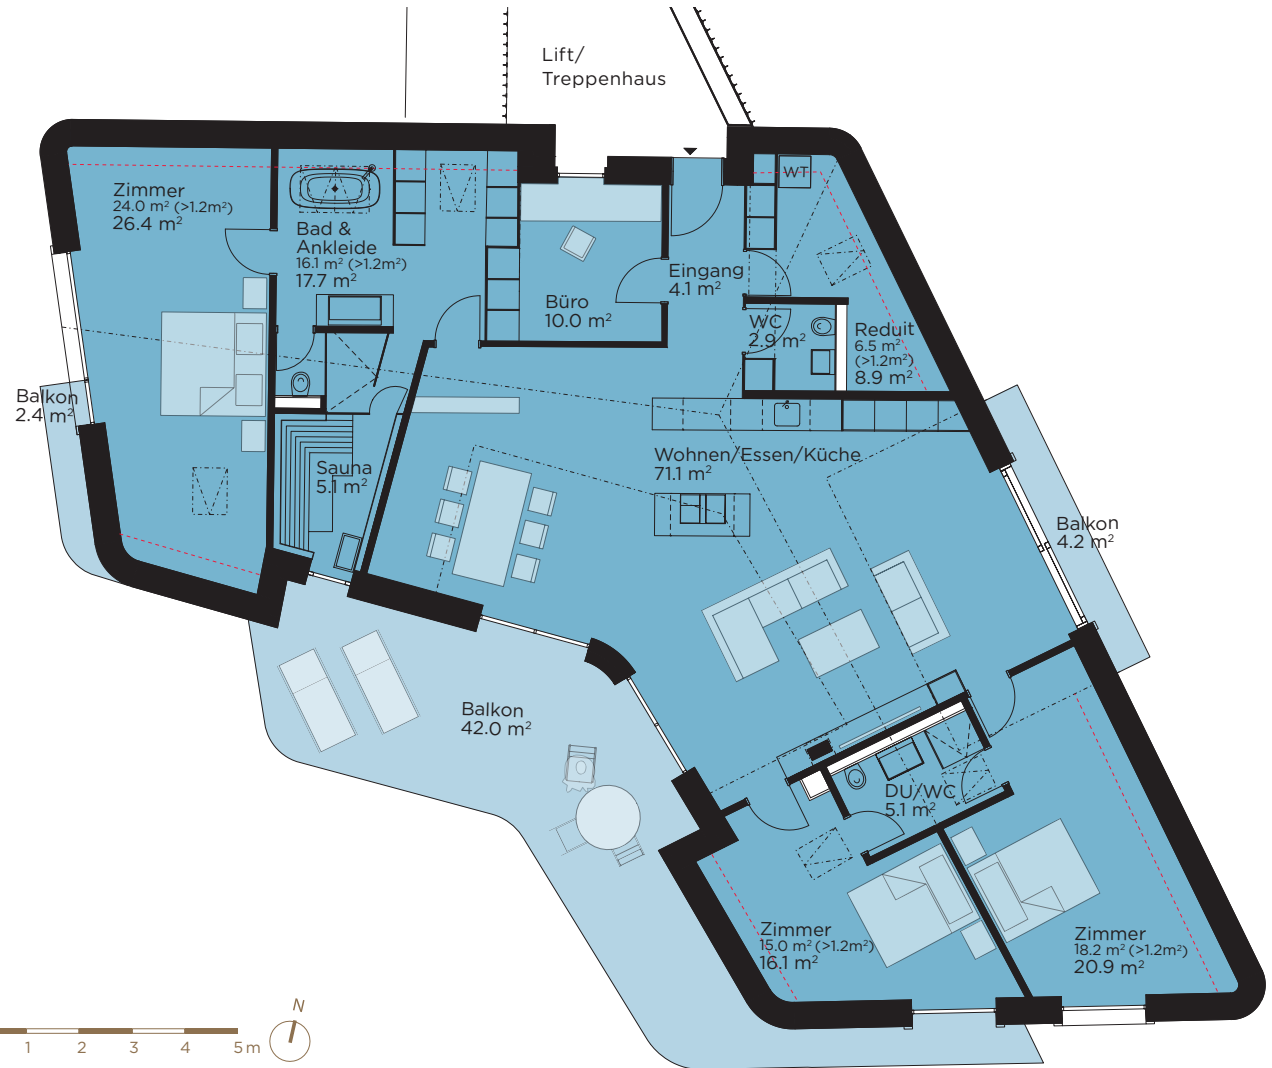 Lift/
Treppenhaus
Zimmer
24.0 m² (>1.2m²)
26.4 m²
Bad &
Ankleide
16.1 m² (>1.2m²)
17.7 m²
Büro
10.0 m²
Eingang
4.1 m²
WT
WC
2.9 m²
Reduit
6.5 m²
(>1.2m²)
8.9 m²
Balkon
2.4 m²
Sauna
5.1 m²
Wohnen/Essen/Küche
71.1 m²
Balkon
4.2 m²
Balkon
42.0 m²
DU/WC
5.1 m²
Zimmer
15.0 m² (>1.2m²)
16.1 m²
Zimmer
18.2 m² (>1.2m²)
20.9 m²
N
1 2 3 4 5 m